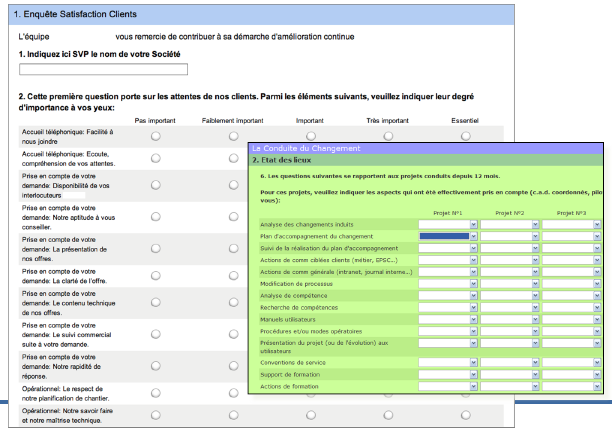 1. Enquête Satisfaction Clients
L'équipe vous remercie de contribuer à sa démarche d'amélioration continue
1. Indiquez ici SVP le nom de votre Société
2. Cette première question porte sur les attentes de nos clients. Parmi les éléments suivants, veuillez indiquer leur degré
d'importance à vos yeux:
Pas important Faiblement important Important Très important Essentiel
Accueil téléphonique: Facilité à
nous joindre
Accueil téléphonique: Ecoute,
compréhension de vos attentes.
Prise en compte de votre
demande: Disponibilité de vos
interlocuteurs
Prise en compte de votre
demande: Notre aptitude à vous
conseiller.
Prise en compte de votre
demande: La présentation de
nos offres.
Prise en compte de votre
demande: La clarté de l'offre.
Prise en compte de votre
demande: Le contenu technique
de nos offres.
Prise en compte de votre
demande: Le suivi commercial
suite à votre demande.
Prise en compte de votre
demande: Notre rapidité de
réponse.
Opérationnel: Le respect de
notre planification de chantier.
Opérationnel: Notre savoir faire
et notre maîtrise technique.
La Conduite du Changement
2. Etat des lieux
6. Les questions suivantes se rapportent aux projets conduits depuis 12 mois.
Pour ces projets, veuillez indiquer les aspects qui ont été effectivement pris en compte (c.a.d. coordonnés, pilo
vous):
Projet N°1 Projet N°2 Projet N°3
Analyse des changements induits
Plan d'accompagnement du changement
Suivi de la réalisation du plan d'accompagnement
Actions de comm ciblées clients (métier, EPSC...)
Actions de comm générale (intranet, journal interne...)
Modification de processus
Analyse de compétence
Recherche de compétences
Manuels utilisateurs
Procédures et/ou modes opératoires
Présentation du projet (ou de l'évolution) aux
utilisateurs
Conventions de service
Support de formation
Actions de formation